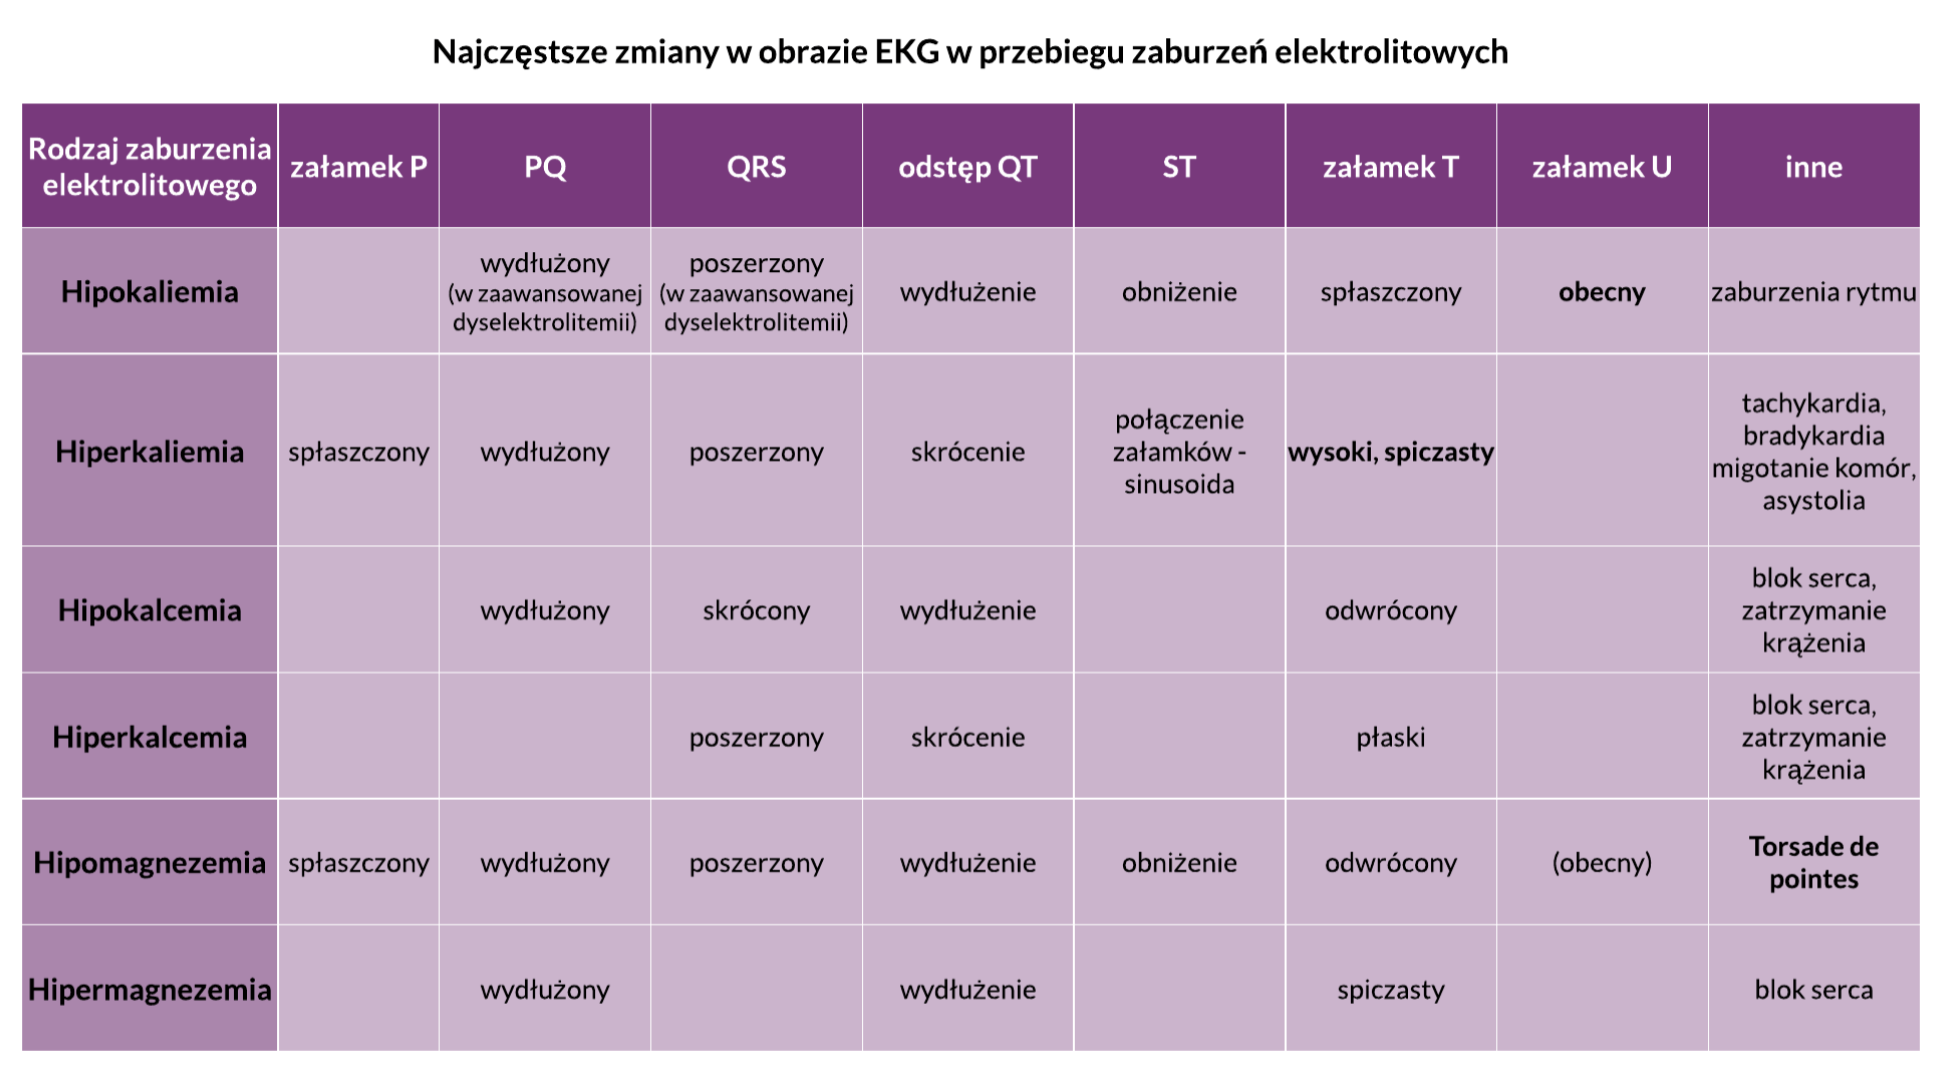 Najczęstsze zmiany w obrazie EKG w przebiegu zaburzeń elektrolitowych
Rodzaj zaburzenia
elektrolitowego
załamek P
PQ
QRS
odstęp QT
ST
załamek T
załamek U
inne
Hipokaliemia
wydłużony
(w zaawansowanej
dyselektrolitemii)
poszerzony
(w zaawansowanej
dyselektrolitemii)
wydłużenie
obniżenie
spłaszczony
obecny
zaburzenia rytmu
Hiperkaliemia
spłaszczony
wydłużony
poszerzony
skrócenie
połączenie
załamków -
sinusoida
wysoki, spiczasty
tachykardia,
bradykardia
migotanie komór,
asystolia
Hipokalcemia
wydłużony
skrócony
wydłużenie
odwrócony
blok serca,
zatrzymanie
krążenia
Hiperkalcemia
poszerzony
skrócenie
płaski
blok serca,
zatrzymanie
krążenia
Hipomagnezemia
spłaszczony
wydłużony
poszerzony
wydłużenie
obniżenie
odwrócony
(obecny)
Torsade de
pointes
Hipermagnezemia
wydłużony
wydłużenie
spiczasty
blok serca